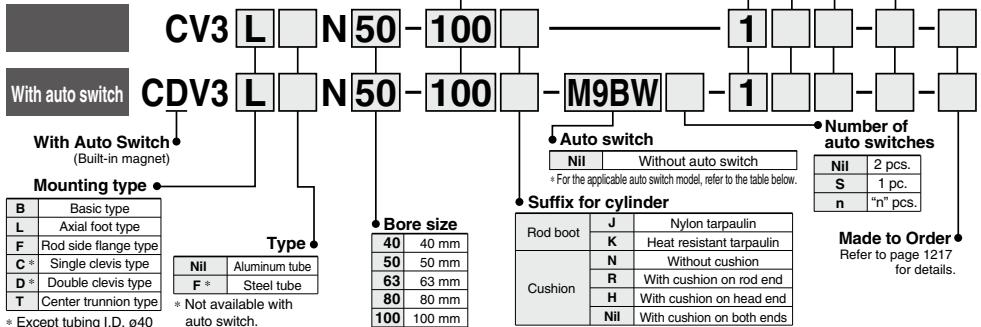 CV3 L N 50 - 100 1 - -
With auto switch CDV3 L N 50 - 100 - M9BW - 1 - -
With Auto Switch
(Built-in magnet)
Mounting type
B Basic type
L Axial foot type
F Rod side flange type
C * Single clevis type
D * Double clevis type
T Center trunnion type
* Except tubing I.D. ø40
Type
Nil Aluminum tube
F * Steel tube
* Not available with
auto switch.
Bore size
40 40 mm
50 50 mm
63 63 mm
80 80 mm
100 100 mm
Auto switch
Nil Without auto switch
* For the applicable auto switch model, refer to the table below.
Suffix for cylinder
Rod boot J Nylon tarpaulin
K Heat resistant tarpaulin
Cushion N Without cushion
R With cushion on rod end
H With cushion on head end
Nil With cushion on both ends
Number of
auto switches
Nil 2 pcs.
S 1 pc.
n "n" pcs.
Made to Order
Refer to page 1217
for details.